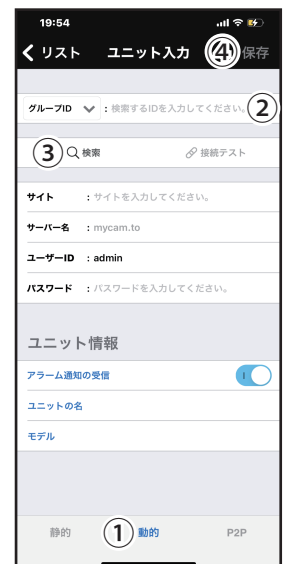 19:54
リスト ユニット入力 ④ 保存
グループID : 検索するIDを入力してください。 ②
③ 検索 接続テスト
サイト : サイトを入力してください。
サーバー名 : mycam.to
ユーザーID : admin
パスワード : パスワードを入力してください。
ユニット情報
アラーム通知の受信
ユニットの名
モデル
静的 ① 動的 P2P